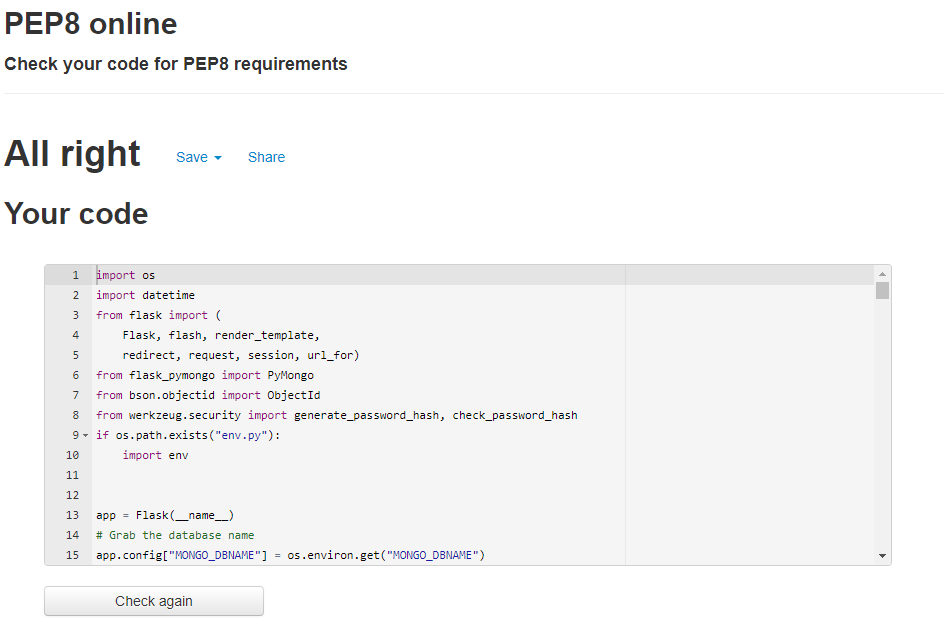 PEP8 online
Check your code for PEP8 requirements
All right Save Share
Your code
1 import os
2 import datetime
3 from flask import (
4     Flask, flash, render_template,
5     redirect, request, session, url_for)
6 from flask_pymongo import PyMongo
7 from bson.objectid import ObjectId
8 from werkzeug.security import generate_password_hash, check_password_hash
9 if os.path.exists("env.py"):
10     import env
11
12
13 app = Flask(__name__)
14 # Grab the database name
15 app.config["MONGO_DBNAME"] = os.environ.get("MONGO_DBNAME")
Check again